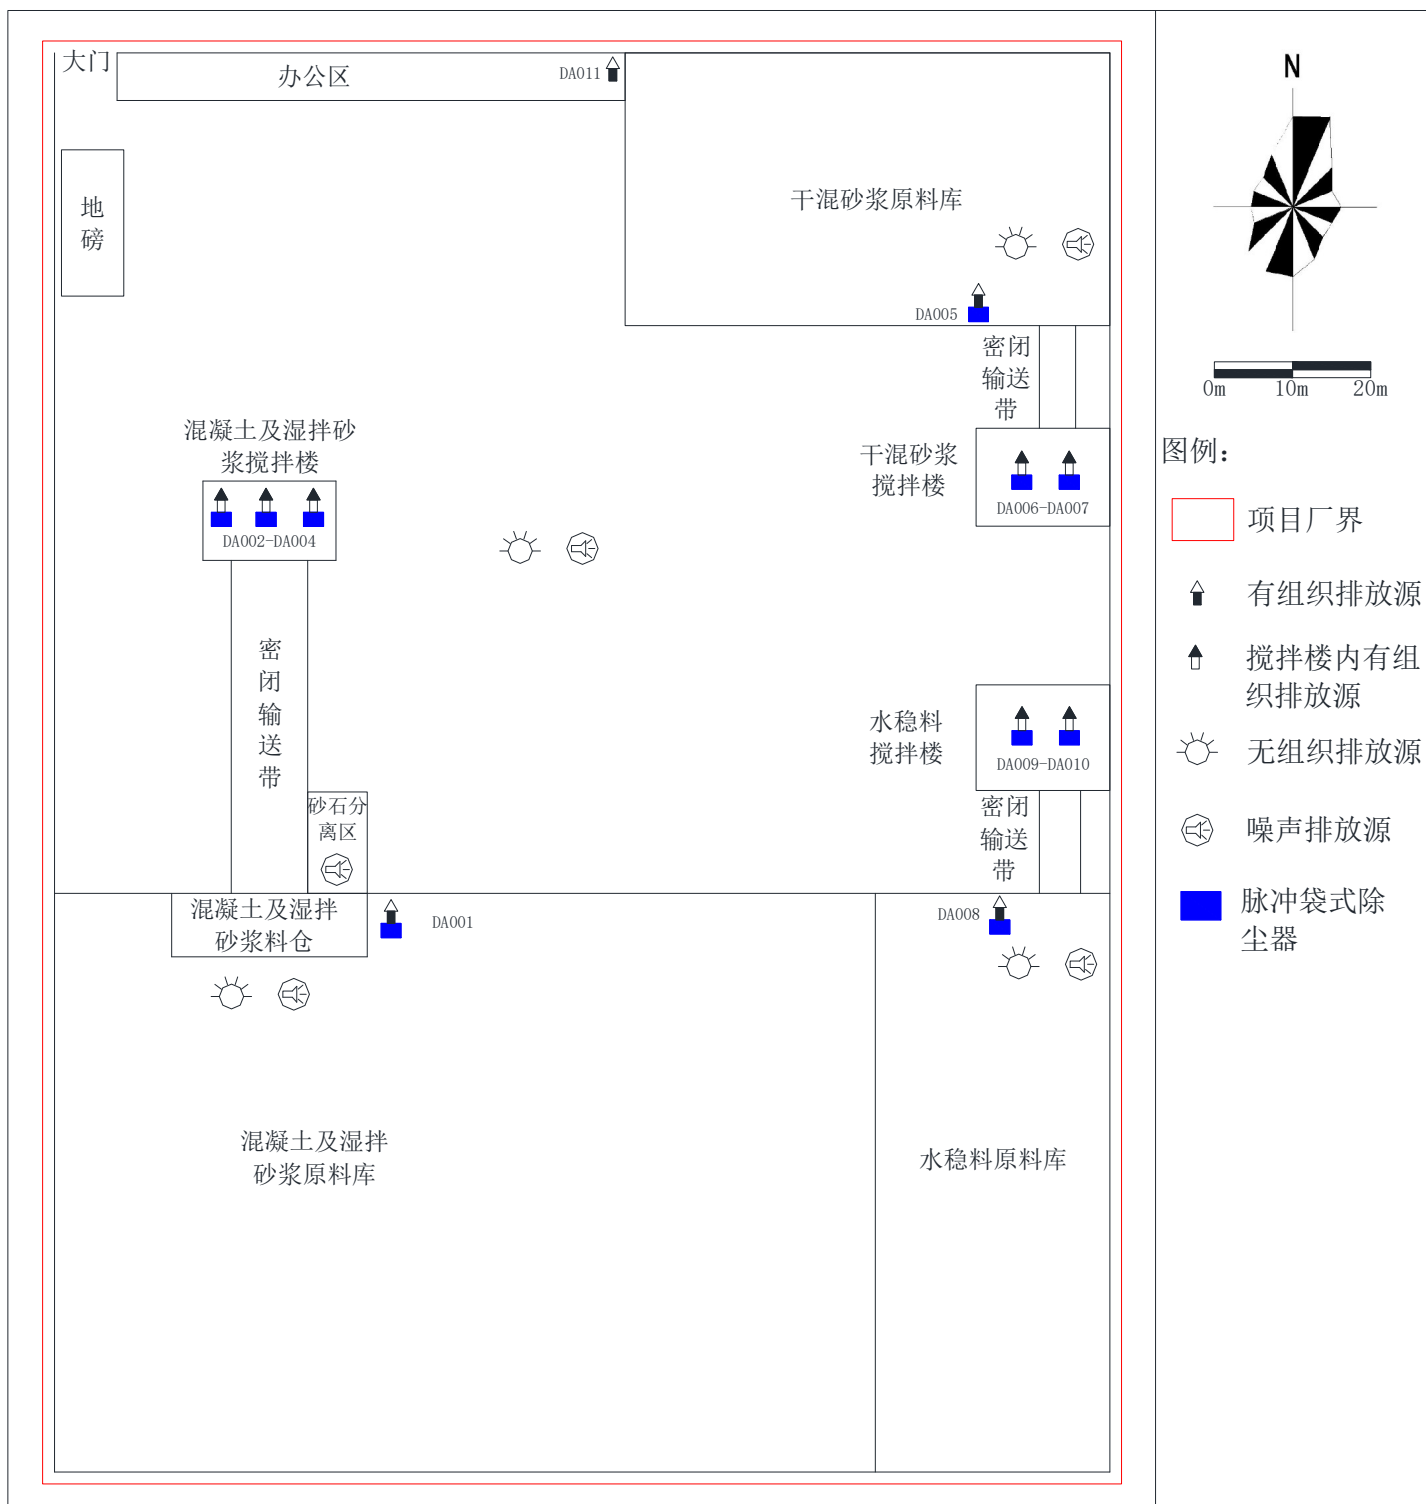 大门
办公区
DA011
地
磅
干混砂浆原料库
DA005
密闭
输送
带
混凝土及湿拌砂
浆搅拌楼
DA002-DA004
干混砂浆
搅拌楼
DA006-DA007
密
闭
输
送
带
水稳料
搅拌楼
DA009-DA010
密闭
输送
带
砂石分
离区
混凝土及湿拌
砂浆料仓
DA001
DA008
混凝土及湿拌
砂浆原料库
水稳料原料库
N
0m 10m 20m
图例：
项目厂界
有组织排放源
搅拌楼内有组
织排放源
无组织排放源
噪声排放源
脉冲袋式除
尘器